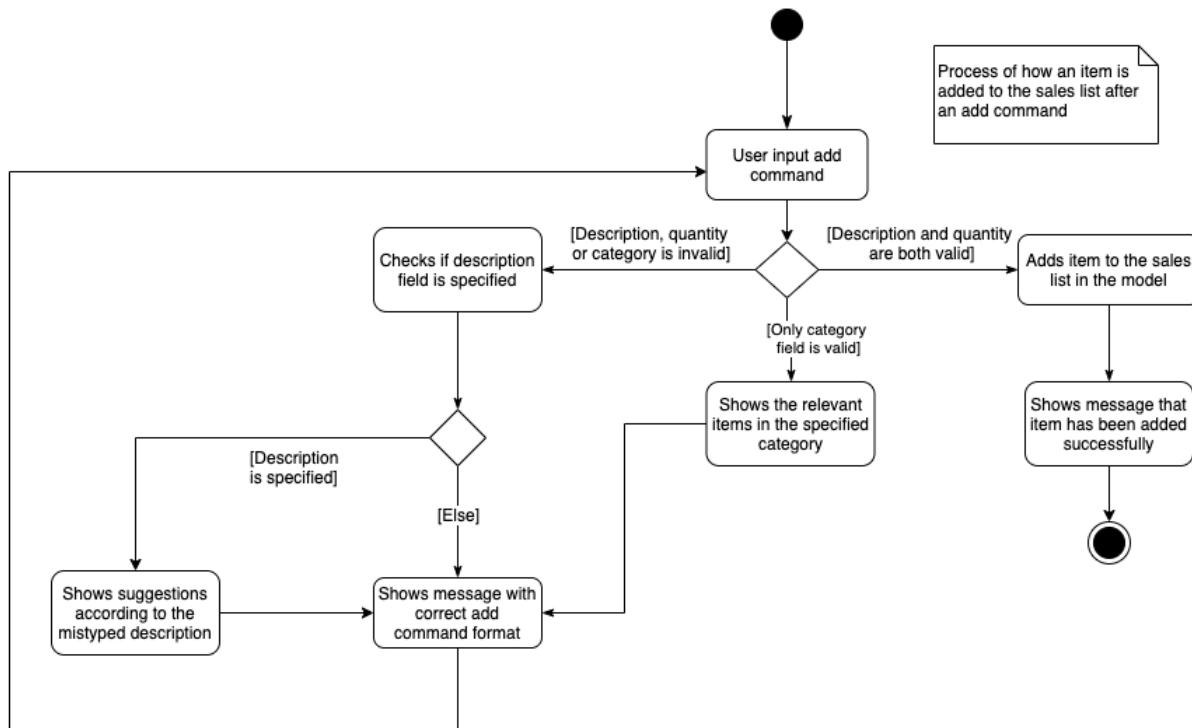 Process of how an item is
added to the sales list after
an add command
User input add
command
[Description, quantity
or category is invalid]
[Description and quantity
are both valid]
Checks if description
field is specified
Adds item to the sales
list in the model
[Only category
field is valid]
Shows the relevant
items in the specified
category
Shows message that
item has been added
successfully
[Description
is specified]
[Else]
Shows suggestions
according to the
mistyped description
Shows message with
correct add
command format